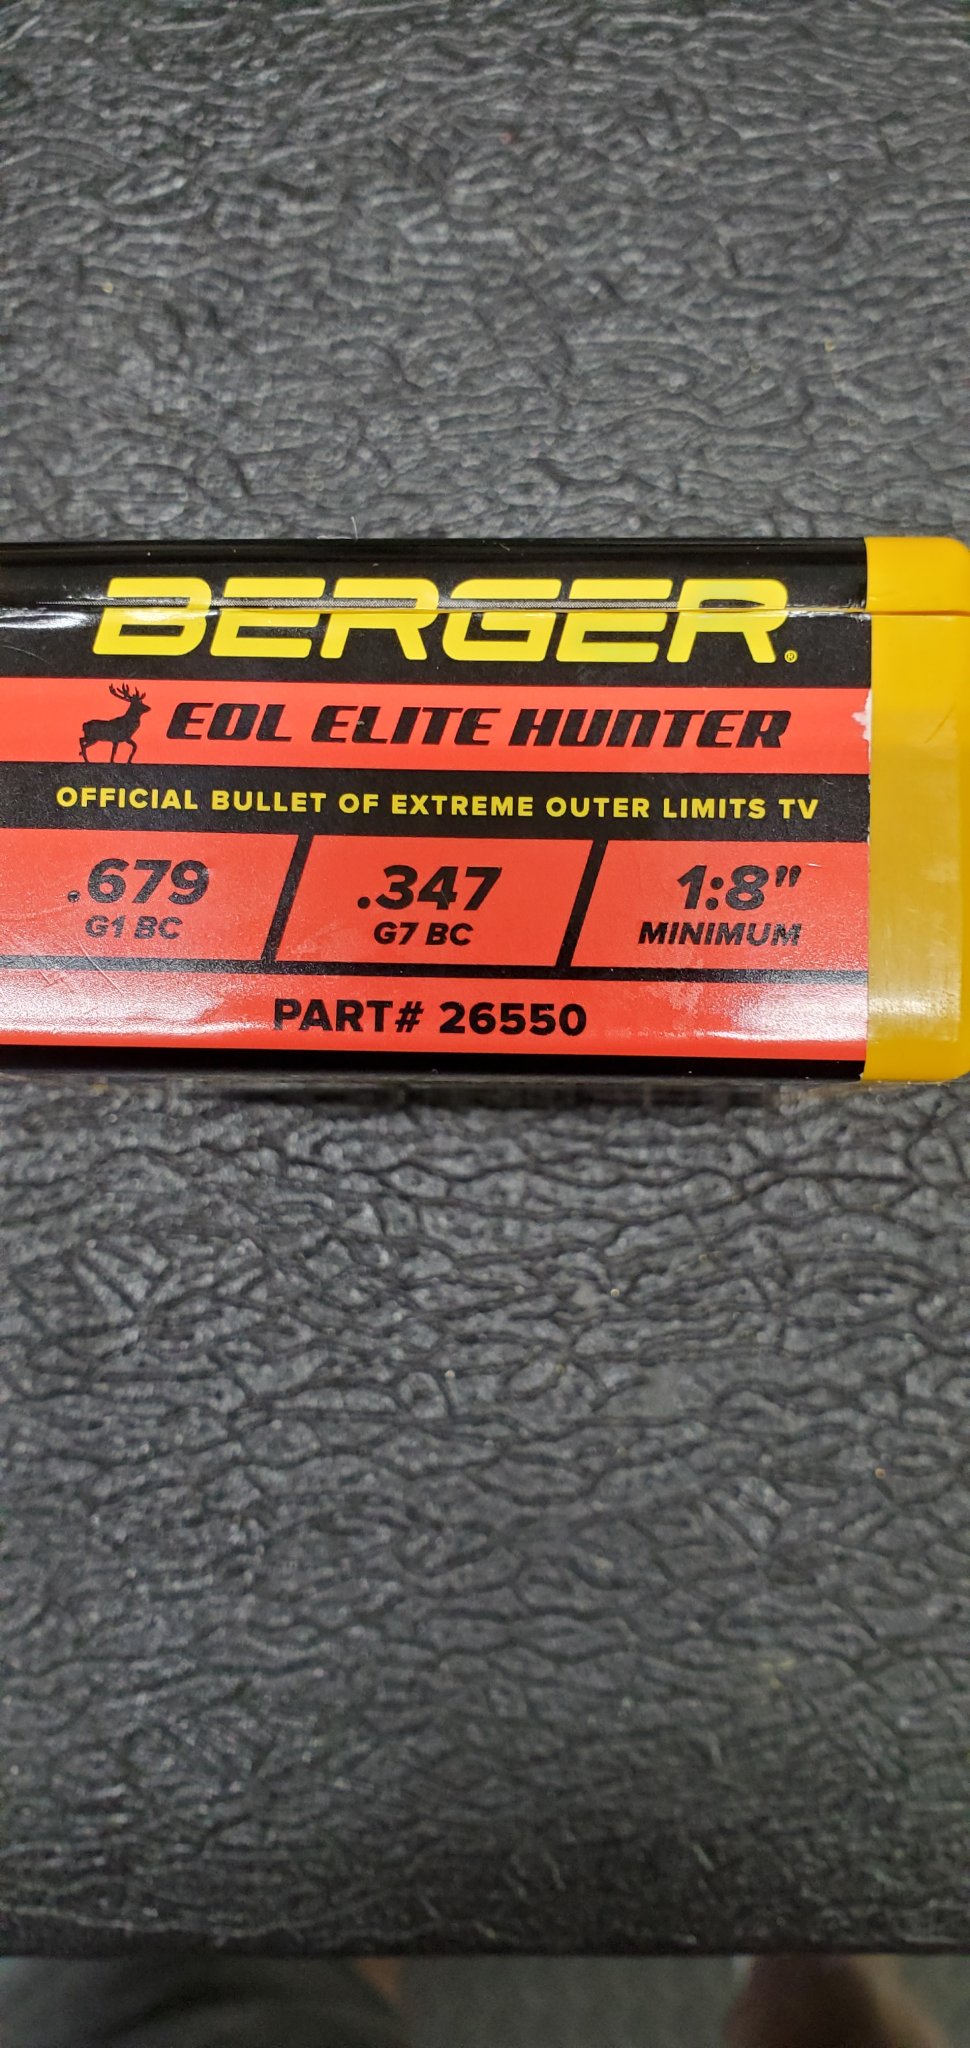 BERGER®
EOL ELITE HUNTER
OFFICIAL BULLET OF EXTREME OUTER LIMITS TV
.679 .347 1:8"
G1 BC G7 BC MINIMUM
PART# 26550